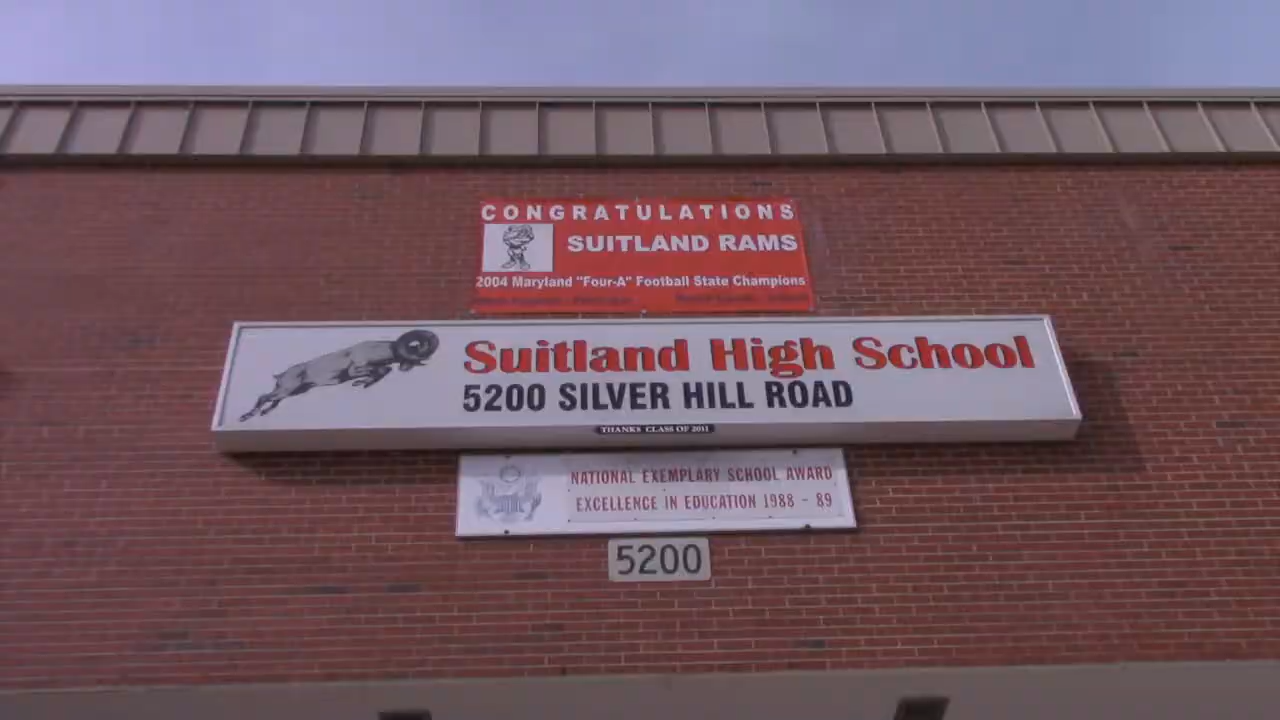 CONGRATULATIONS
SUITLAND RAMS
2004 Maryland "Four-A" Football State Champions
Suitland High School
5200 SILVER HILL ROAD
THANKS CLASS OF 2011
NATIONAL EXEMPLARY SCHOOL AWARD
EXCELLENCE IN EDUCATION 1988 - 89
5200